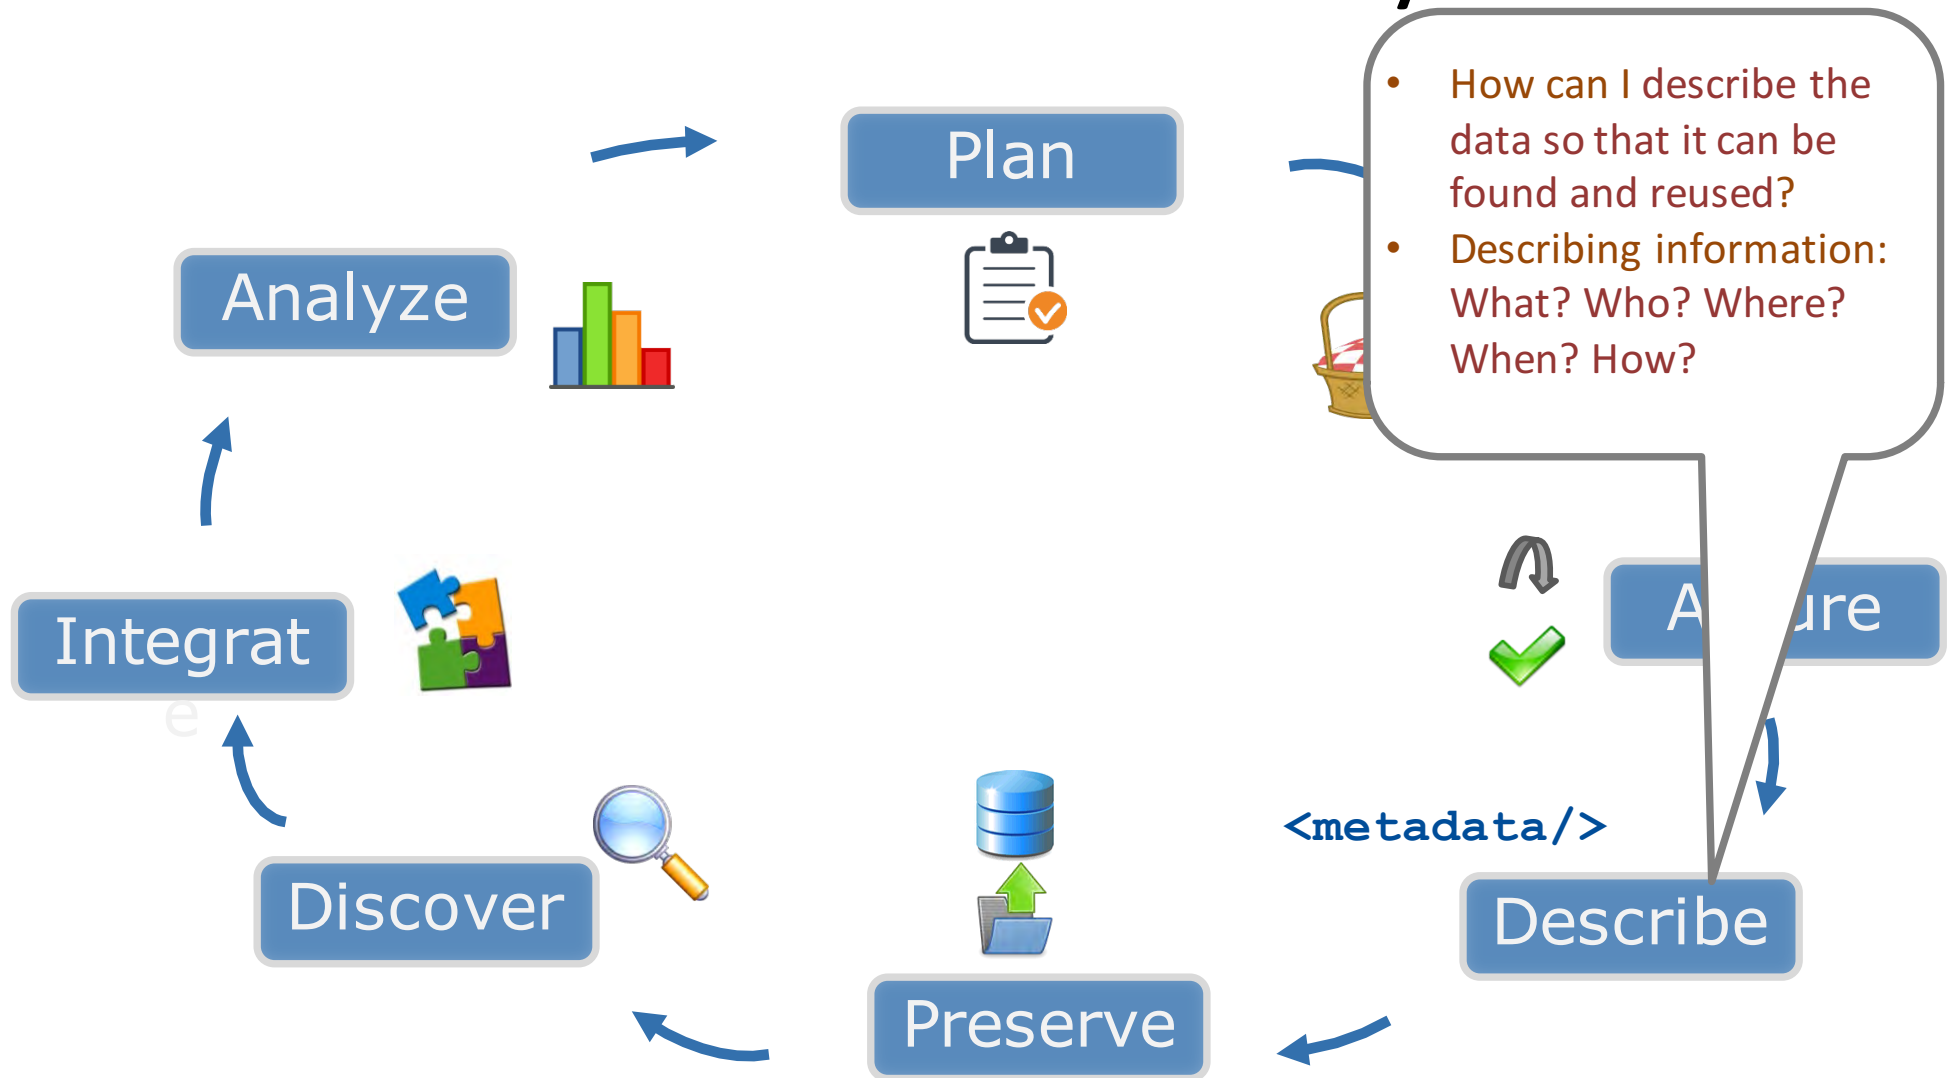 Plan
• How can I describe the
data so that it can be
found and reused?
• Describing information:
What? Who? Where?
When? How?
Analyze
Integrat
e
<metadata/>
Discover
Describe
Preserve